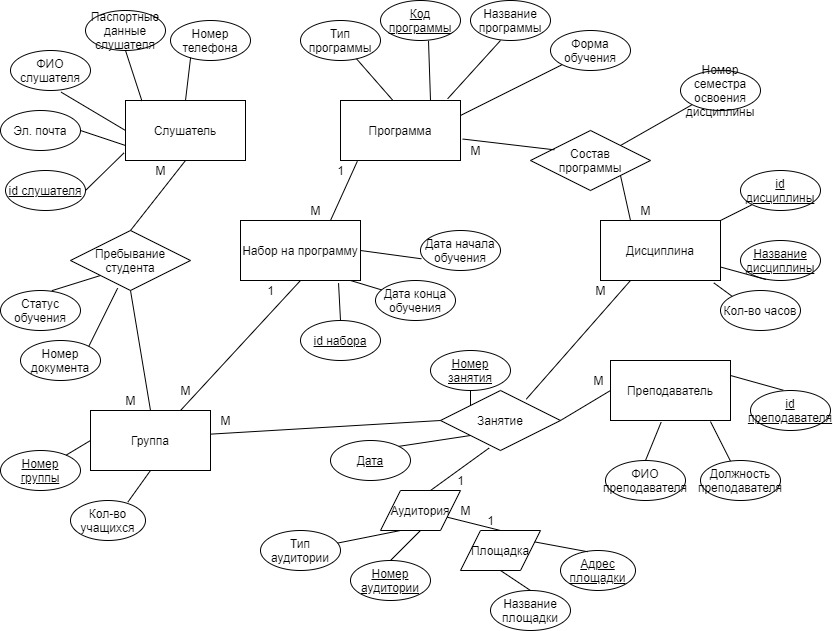 Паспортные
данные
слушателя
Номер
телефона
ФИО
слушателя
Эл. почта
id слушателя
Слушатель
М
Тип
программы
Код
программы
Название
программы
Форма
обучения
Программа
М
1
Номер
семестра
освоения
дисциплины
Состав
программы
М
id
дисциплины
Дисциплина
Название
дисциплины
Кол-во часов
М
М
Набор на программу
Дата начала
обучения
Дата конца
обучения
id набора
1
Пребывание
студента
Статус
обучения
Номер
документа
М
М
Группа
М
Номер
группы
Кол-во
учащихся
Номер
занятия
Занятие
Дата
М
Преподаватель
id
преподавателя
ФИО
преподавателя
Должность
преподавателя
1
Аудитория
М
1
Тип
аудитории
Номер
аудитории
Площадка
Адрес
площадки
Название
площадки